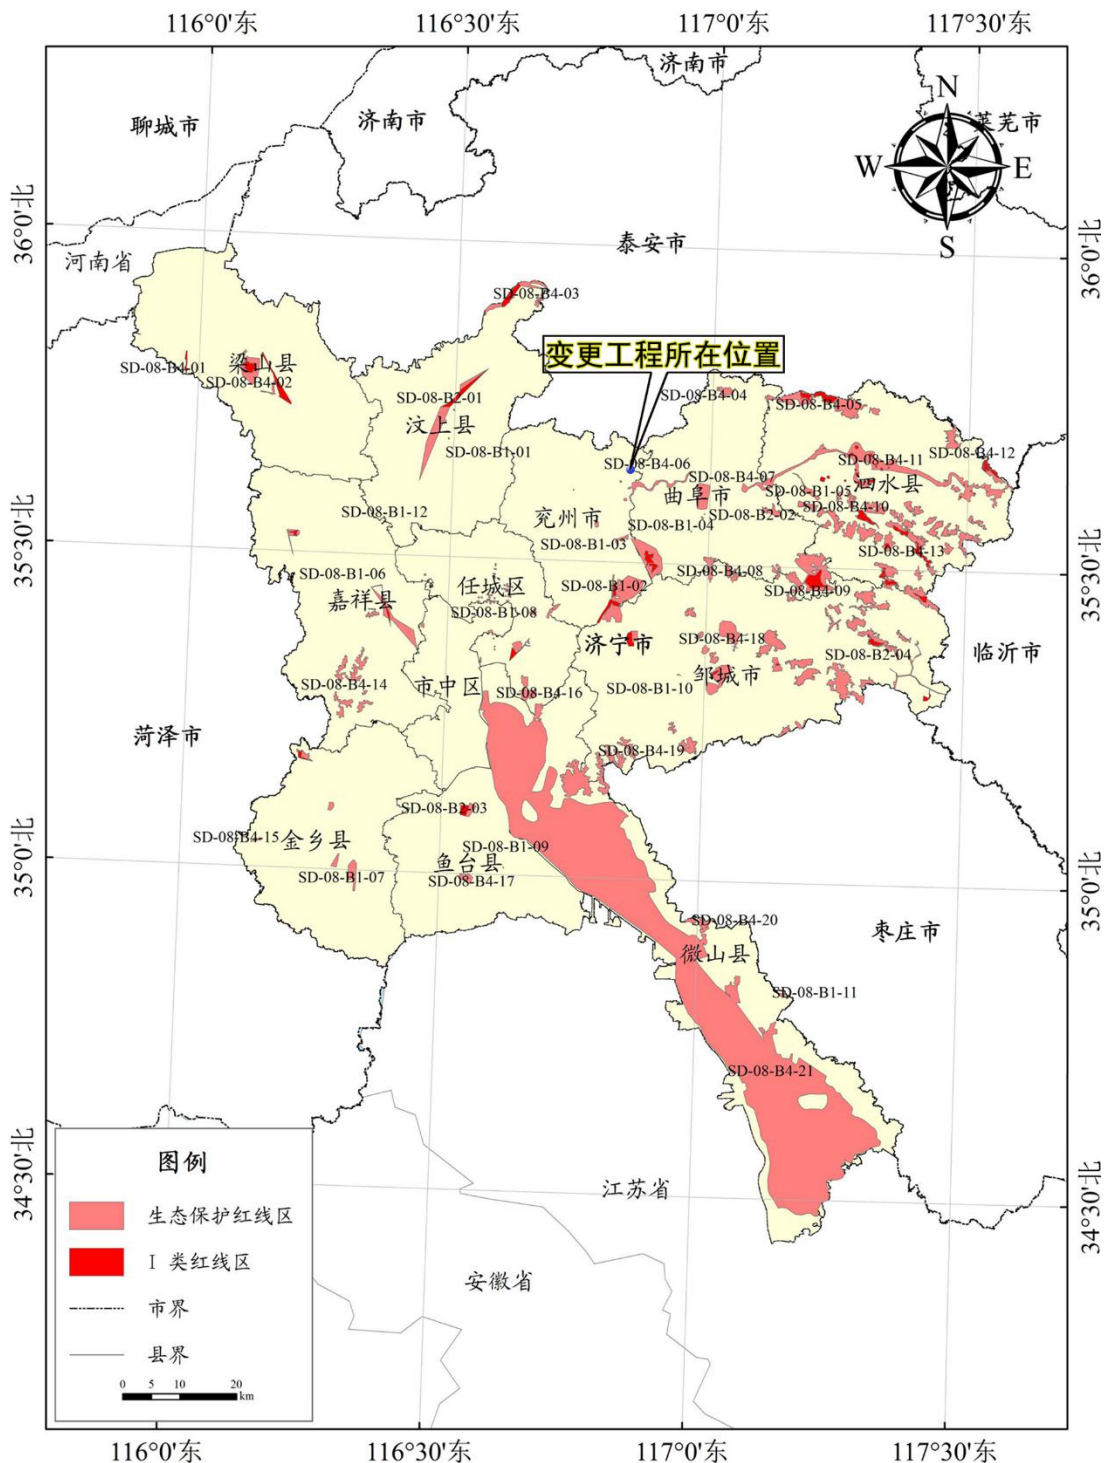 116°0′东
116°30′东
117°0′东
117°30′东
济南市
聊城市
济南市
莱芜市
N
W
E
S
36°0′北
36°0′北
泰安市
河南省
SD-08-B4-03
变更工程所在位置
SD-08-B4-01
梁山县
SD-08-B4-02
SD-08-B2-01
汶上县
SD-08-B1-01
SD-08-B4-04
SD-08-B4-05
SD-08-B4-06
SD-08-B4-07
SD-08-B4-11
SD-08-B4-12
泗水县
曲阜市
SD-08-B1-05
SD-08-B4-10
SD-08-B2-02
SD-08-B1-12
兖州市
SD-08-B1-04
SD-08-B1-03
SD-08-B4-13
35°30′北
35°30′北
SD-08-B1-06
任城区
SD-08-B1-02
SD-08-B4-08
SD-08-B4-09
嘉祥县
SD-08-B1-08
济宁市
SD-08-B4-18
SD-08-B2-04
临沂市
SD-08-B4-14
市中区
SD-08-B4-16
SD-08-B1-10
邹城市
菏泽市
SD-08-B4-19
SD-08-B2-03
SD-08-B4-15
金乡县
SD-08-B1-09
鱼台县
SD-08-B1-07
SD-08-B4-17
35°0′北
35°0′北
SD-08-B4-20
微山县
枣庄市
SD-08-B1-11
SD-08-B4-21
34°30′北
34°30′北
江苏省
安徽省
图例
生态保护红线区
I 类红线区
市界
县界
0 5 10 20
km
116°0′东
116°30′东
117°0′东
117°30′东